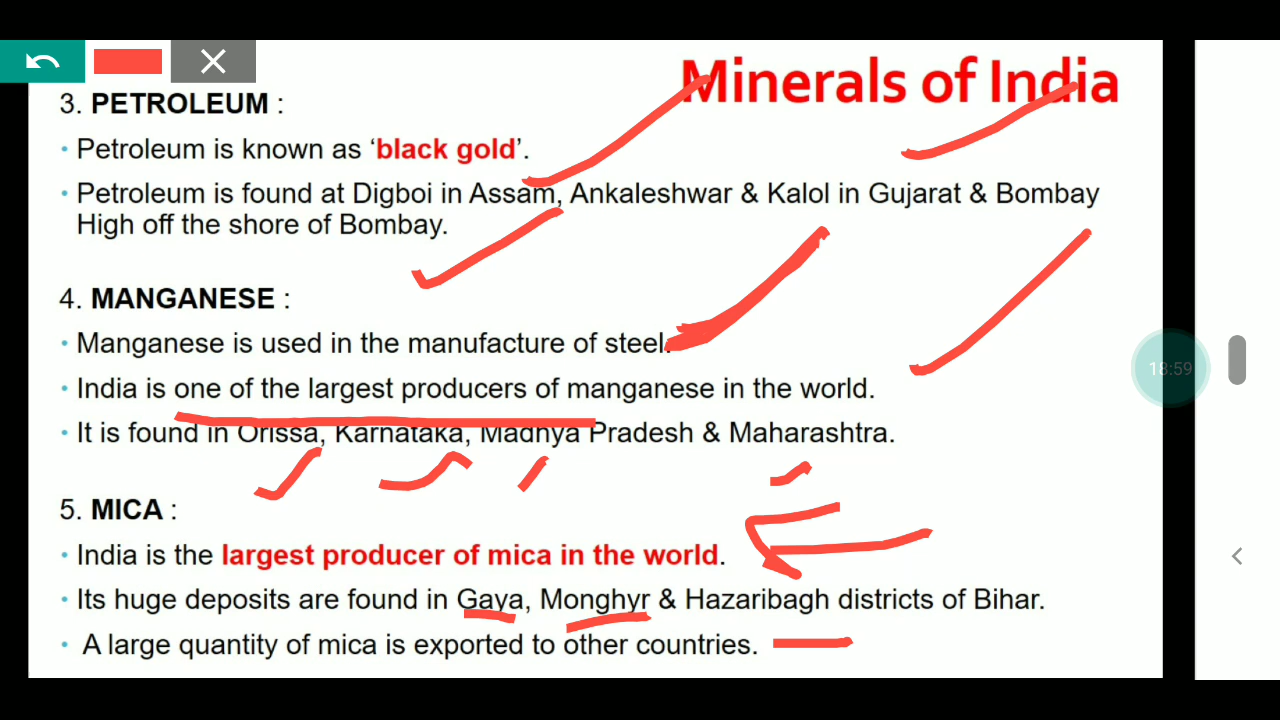 Minerals of India
3. PETROLEUM :
• Petroleum is known as ‘black gold’.
• Petroleum is found at Digboi in Assam, Ankaleshwar & Kalol in Gujarat & Bombay
High off the shore of Bombay.
4. MANGANESE :
• Manganese is used in the manufacture of steel.
• India is one of the largest producers of manganese in the world.
• It is found in Orissa, Karnataka, Madhya Pradesh & Maharashtra.
5. MICA :
• India is the largest producer of mica in the world.
• Its huge deposits are found in Gaya, Monghyr & Hazaribagh districts of Bihar.
• A large quantity of mica is exported to other countries.
18:59